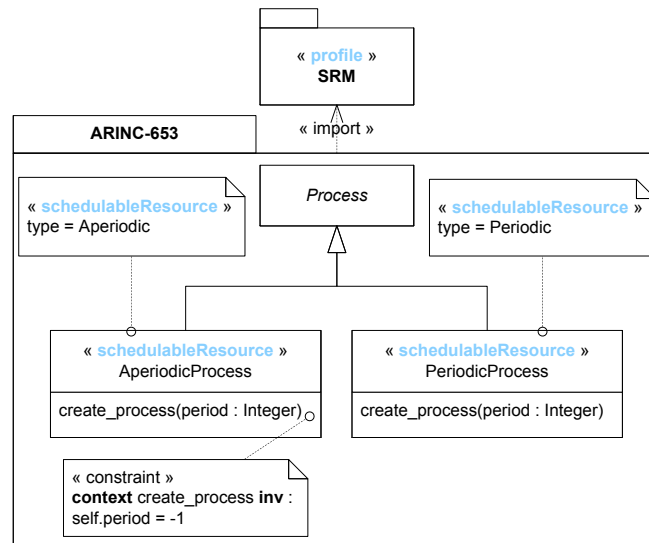 « profile »
SRM
« import »
ARINC-653
Process
« schedulableResource »
type = Aperiodic
« schedulableResource »
type = Periodic
« schedulableResource »
AperiodicProcess
create_process(period : Integer)
« schedulableResource »
PeriodicProcess
create_process(period : Integer)
« constraint »
context create_process inv :
self.period = -1